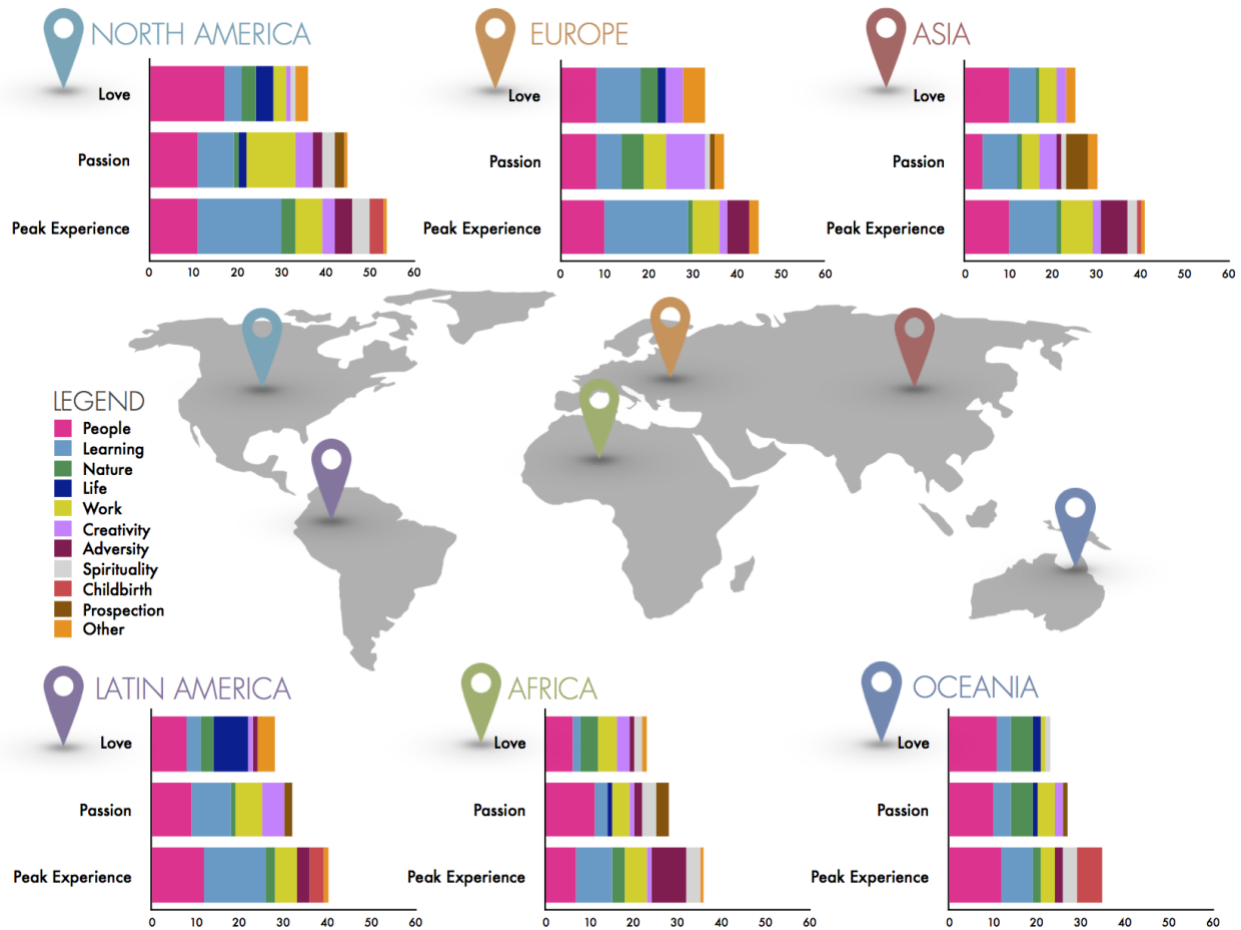 NORTH AMERICA
Love
Passion
Peak Experience
0 10 20 30 40 50 60
EUROPE
Love
Passion
Peak Experience
0 10 20 30 40 50 60
ASIA
Love
Passion
Peak Experience
0 10 20 30 40 50 60
LEGEND
People
Learning
Nature
Life
Work
Creativity
Adversity
Spirituality
Childbirth
Prospection
Other
LATIN AMERICA
Love
Passion
Peak Experience
0 10 20 30 40 50 60
AFRICA
Love
Passion
Peak Experience
0 10 20 30 40 50 60
OCEANIA
Love
Passion
Peak Experience
0 10 20 30 40 50 60